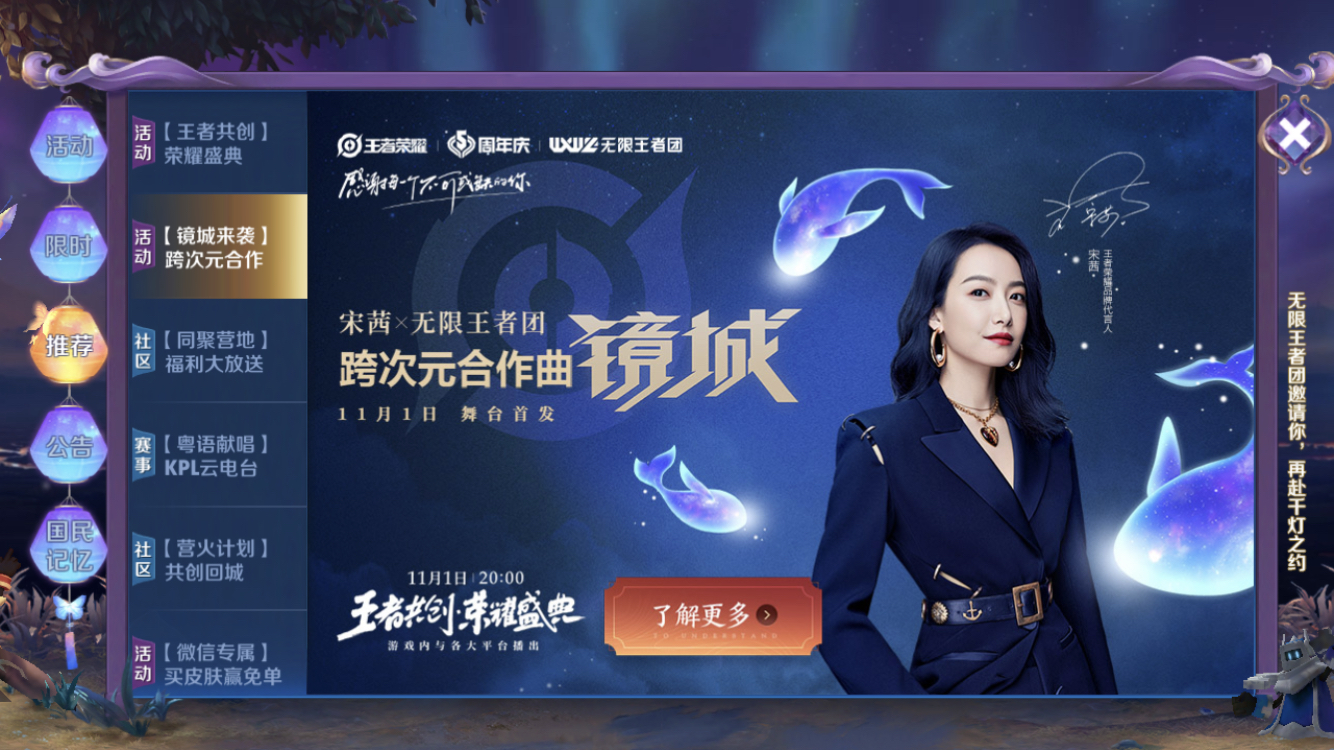 活动
限时
推荐
公告
国民
记忆
活动
【王者共创】
荣耀盛典
活动
【镜城来袭】
跨次元合作
社区
【同聚营地】
福利大放送
赛事
【粤语献唱】
KPL云电台
社区
【营火计划】
共创回城
活动
【微信专属】
买皮肤赢免单
王者荣耀 5周年庆 无限王者团
感谢每一个不可或缺的你
宋茜×无限王者团
跨次元合作曲 镜城
11月1日 舞台首发
11月1日 20:00
王者共创·荣耀盛典
游戏内与各大平台播出
了解更多
TO UNDERSTAND
宋茜
王者荣耀品牌代言人
宋茜
无限王者团邀请你，再赴千灯之约